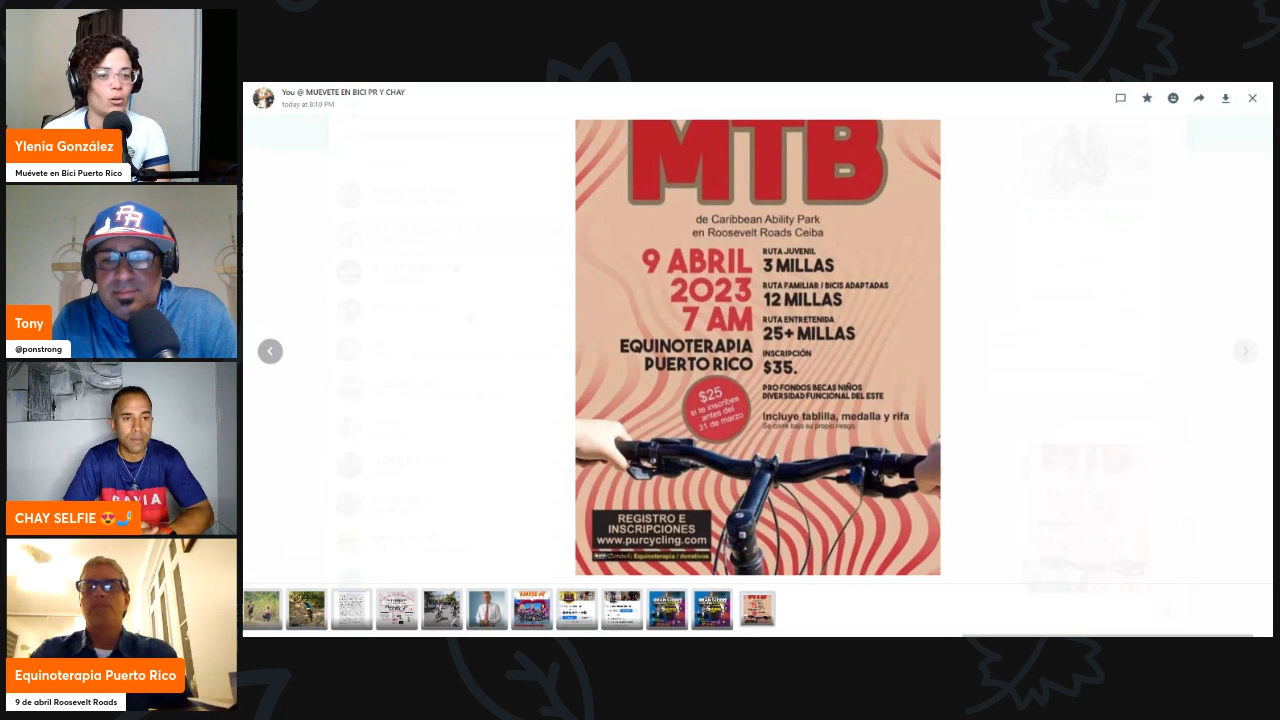 Ylenia González
Muévete en Bici Puerto Rico
Tony
@ponstrong
CHAY SELFIE 😍🤳
Equinoterapia Puerto Rico
9 de abril Roosevelt Roads
You @ MUEVETE EN BICI PR Y CHAY
today at 8:10 PM
MTB
de Caribbean Ability Park
en Roosevelt Roads Ceiba
9 ABRIL
2023
7 AM
EQUINOTERAPIA
PUERTO RICO
$25
si te inscribes
antes del
31 de marzo
RUTA JUVENIL
3 MILLAS
RUTA FAMILIAR / BICIS ADAPTADAS
12 MILLAS
RUTA ENTRETENIDA
25+ MILLAS
INSCRIPCIÓN
$35.
PRO FONDOS BECAS NIÑOS
DIVERSIDAD FUNCIONAL DEL ESTE
Incluye tablilla, medalla y rifa
Se corre bajo su propio riesgo
REGISTRO E
INSCRIPCIONES
www.purcycling.com
Equinoterapia / donativos